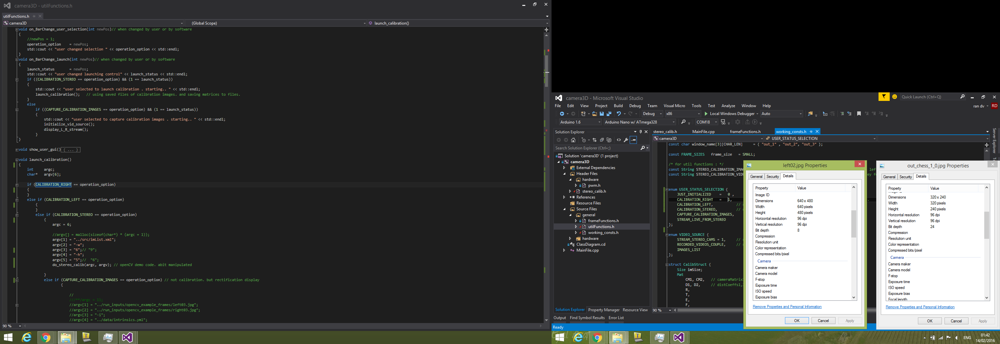 camera3D - utilFunctions.h
utilFunctions.h
camera3D
(Global Scope)
launch_calibration()
void on_BarChange_user_selection(int newPos)// when changed by user or by software
{
//newPos = 1;
operation_option = newPos;
std::cout << "user changed selection " << operation_option << std::endl;
}
void on_BarChange_launch(int newPos)// when changed by user or by software
{
launch_status = newPos;
std::cout << "user changed launching control" << launch_status << std::endl;
if ((CALIBRATION_STEREO == operation_option) && (1 == launch_status))
{
std::cout << "user selected to launch calibration . starting.. " << std::endl;
launch_calibration(); // using saved files of calibration images. and saving matrices to files.
}
else
if ((CAPTURE_CALIBRATION_IMAGES == operation_option) && (1 == launch_status))
{
std::cout << "user selected to capture calibration images . starting.. " << std::endl;
initialize_vid_source();
display_L_R_stream();
}
}
void show_user_gui(){ ... }
void launch_calibration()
{
int argc;
char* argv[6];
if (CALIBRATION_RIGHT == operation_option)
{
}
else if (CALIBRATION_LEFT == operation_option)
{
}
else if (CALIBRATION_STEREO == operation_option)
{
argc = 6;
//argv[] = malloc(sizeof(char*) * (argc + 1));
argv[1] = "../src/imList.xml";
argv[2] = "-w";
argv[3] = "6";// "9";
argv[4] = "-h";
argv[5] = "5";// "6";
do_stereo_calib(argc, argv); // openCV demo code. abit manipulated
}
else if (CAPTURE_CALIBRATION_IMAGES == operation_option) // not calibration. but rectification display
{
//
///**/argc = 11;
//argv[1] = "../run_inputs/opencv_example_frames/left03.jpg";
//argv[2] = "../run_inputs/opencv_example_frames/right03.jpg";
//argv[3] = "-i";
//argv[4] = "../data/intrinsics.yml";
90 %
camera3D - Microsoft Visual Studio
Quick Launch (Ctrl+Q)
File Edit View Project Build Debug Team Visual Micro Tools Test Analyze Window Help
ran dv RD
Debug x86 Local Windows Debugger Auto
Arduino 1.6 Arduino Nano w/ ATmega328 COM18
Solution Explorer
Search Solution Explorer (Ctrl+;)
Solution 'camera3D' (1 project)
camera3D
External Dependencies
Header Files
hardware
pwm.h
stereo_calib.h
References
Resource Files
Source Files
general
frameFunctions.h
utilFunctions.h
working_consts.h
hardware
ClassDiagram.cd
MainFile.cpp
Solution Explorer Property Manager Resource View
Output Find Symbol Results Error List
Ready
stereo_calib.h MainFile.cpp frameFunctions.h working_consts.h
camera3D
USER_STATUS_SELECTION
const char window_name[3][CHAR_LEN] = { "out_1" , "out_2", "out_3" };
const FRAME_SIZES frame_size = SMALL;
/* for util functions : */
const String STEREO_CALIBRATION_IMA
const String STEREO_CALIBRATION_VIDE
enum USER_STATUS_SELECTION {
JUST_INITIALIZED = 0 ,
CALIBRATION_RIGHT = 1,
CALIBRATION_LEFT, //
CALIBRATION_STEREO, //
CAPTURE_CALIBRATION_IMAGES,
STREAM_LIVE_FROM_STEREO
};
enum VIDEO_SOURCE {
STREAM_STEREO_CAMS = 1, //
RECORDED_VIDEOS_COUPLE, //
IMAGES_LIST
};
struct CalibStruct {
Size imSize;
Mat
CM1, CM2, // cameraMatrix
D1, D2, // distCoeffs1,
R,
T,
E,
F,
90 %
Server Explorer
left02.jpg Properties
General Security Details
Property Value
Image ID
Dimensions 640 x 480
Width 640 pixels
Height 480 pixels
Horizontal resolution 96 dpi
Vertical resolution 96 dpi
Bit depth 8
Compression
Resolution unit
Color representation
Compressed bits/pixel
Camera
Camera maker
Camera model
F-stop
Exposure time
ISO speed
Exposure bias
Remove Properties and Personal Information
OK Cancel Apply
out_chess_1_0.jpg Properties
General Security Details
Property Value
Dimensions 320 x 240
Width 320 pixels
Height 240 pixels
Horizontal resolution 96 dpi
Vertical resolution 96 dpi
Bit depth 24
Compression
Resolution unit
Color representation
Compressed bits/pixel
Camera
Camera maker
Camera model
F-stop
Exposure time
ISO speed
Exposure bias
Focal length
Remove Properties and Personal Information
OK Cancel Apply
ENG
01:42
14/02/2016